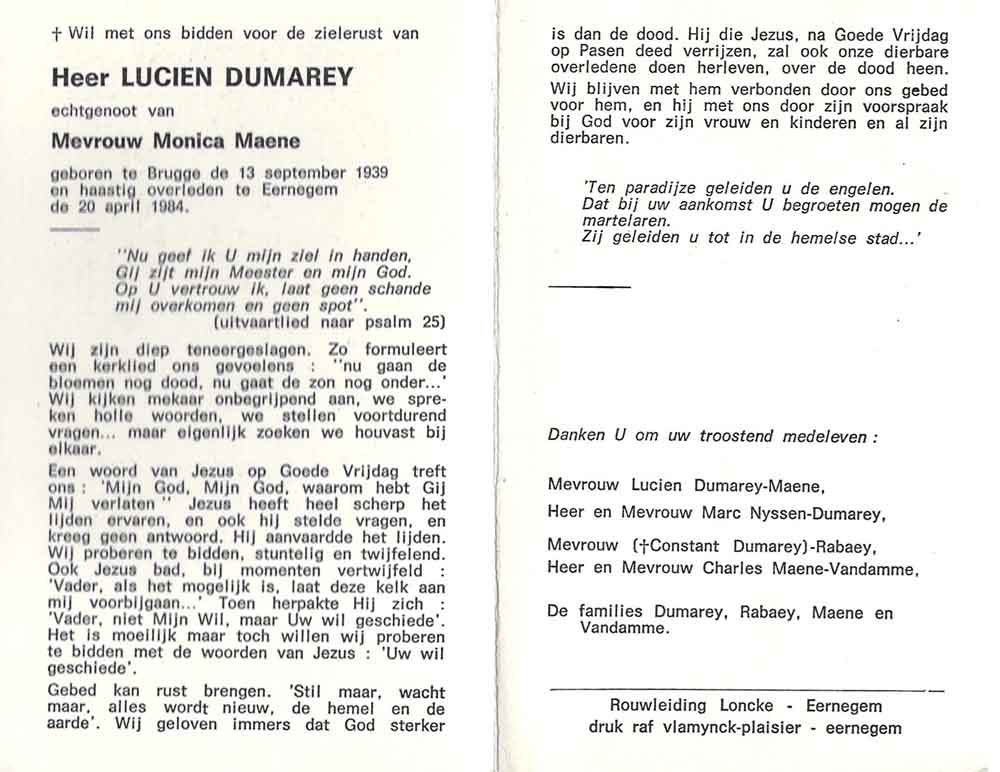 † Wil met ons bidden voor de zielerust van
Heer LUCIEN DUMAREY
echtgenoot van
Mevrouw Monica Maene
geboren te Brugge de 13 september 1939
en haastig overleden te Eernegem
de 20 april 1984.
"Nu geef ik U mijn ziel in handen,
Gij zijt mijn Meester en mijn God.
Op U vertrouw ik, laat geen schande
mij overkomen en geen spot".
(uitvaartlied naar psalm 25)
Wij zijn diep teneergeslagen. Zo formuleert
een kerklied ons gevoelens : "nu gaan de
bloemen nog dood, nu gaat de zon nog onder...'
Wij kijken mekaar onbegrijpend aan, we spre-
ken holle woorden, we stellen voortdurend
vragen... maar eigenlijk zoeken we houvast bij
elkaar.
Een woord van Jezus op Goede Vrijdag treft
ons : 'Mijn God, Mijn God, waarom hebt Gij
Mij verlaten " Jezus heeft heel scherp het
lijden ervaren, en ook hij stelde vragen, en
kreeg geen antwoord. Hij aanvaardde het lijden.
Wij proberen te bidden, stuntelig en twijfelend.
Ook Jezus bad, bij momenten vertwijfeld :
'Vader, als het mogelijk is, laat deze kelk aan
mij voorbijgaan...' Toen herpakte Hij zich :
'Vader, niet Mijn Wil, maar Uw wil geschiede'.
Het is moeilijk maar toch willen wij proberen
te bidden met de woorden van Jezus : 'Uw wil
geschiede'.
Gebed kan rust brengen. 'Stil maar, wacht
maar, alles wordt nieuw, de hemel en de
aarde'. Wij geloven immers dat God sterker
is dan de dood. Hij die Jezus, na Goede Vrijdag
op Pasen deed verrijzen, zal ook onze dierbare
overledene doen herleven, over de dood heen.
Wij blijven met hem verbonden door ons gebed
voor hem, en hij met ons door zijn voorspraak
bij God voor zijn vrouw en kinderen en al zijn
dierbaren.
'Ten paradijze geleiden u de engelen.
Dat bij uw aankomst U begroeten mogen de
martelaren.
Zij geleiden u tot in de hemelse stad...'
Danken U om uw troostend medeleven :
Mevrouw Lucien Dumarey-Maene,
Heer en Mevrouw Marc Nyssen-Dumarey,
Mevrouw (†Constant Dumarey)-Rabaey,
Heer en Mevrouw Charles Maene-Vandamme,
De families Dumarey, Rabaey, Maene en
Vandamme.
Rouwleiding Loncke - Eernegem
druk raf vlamynck-plaisier - eernegem